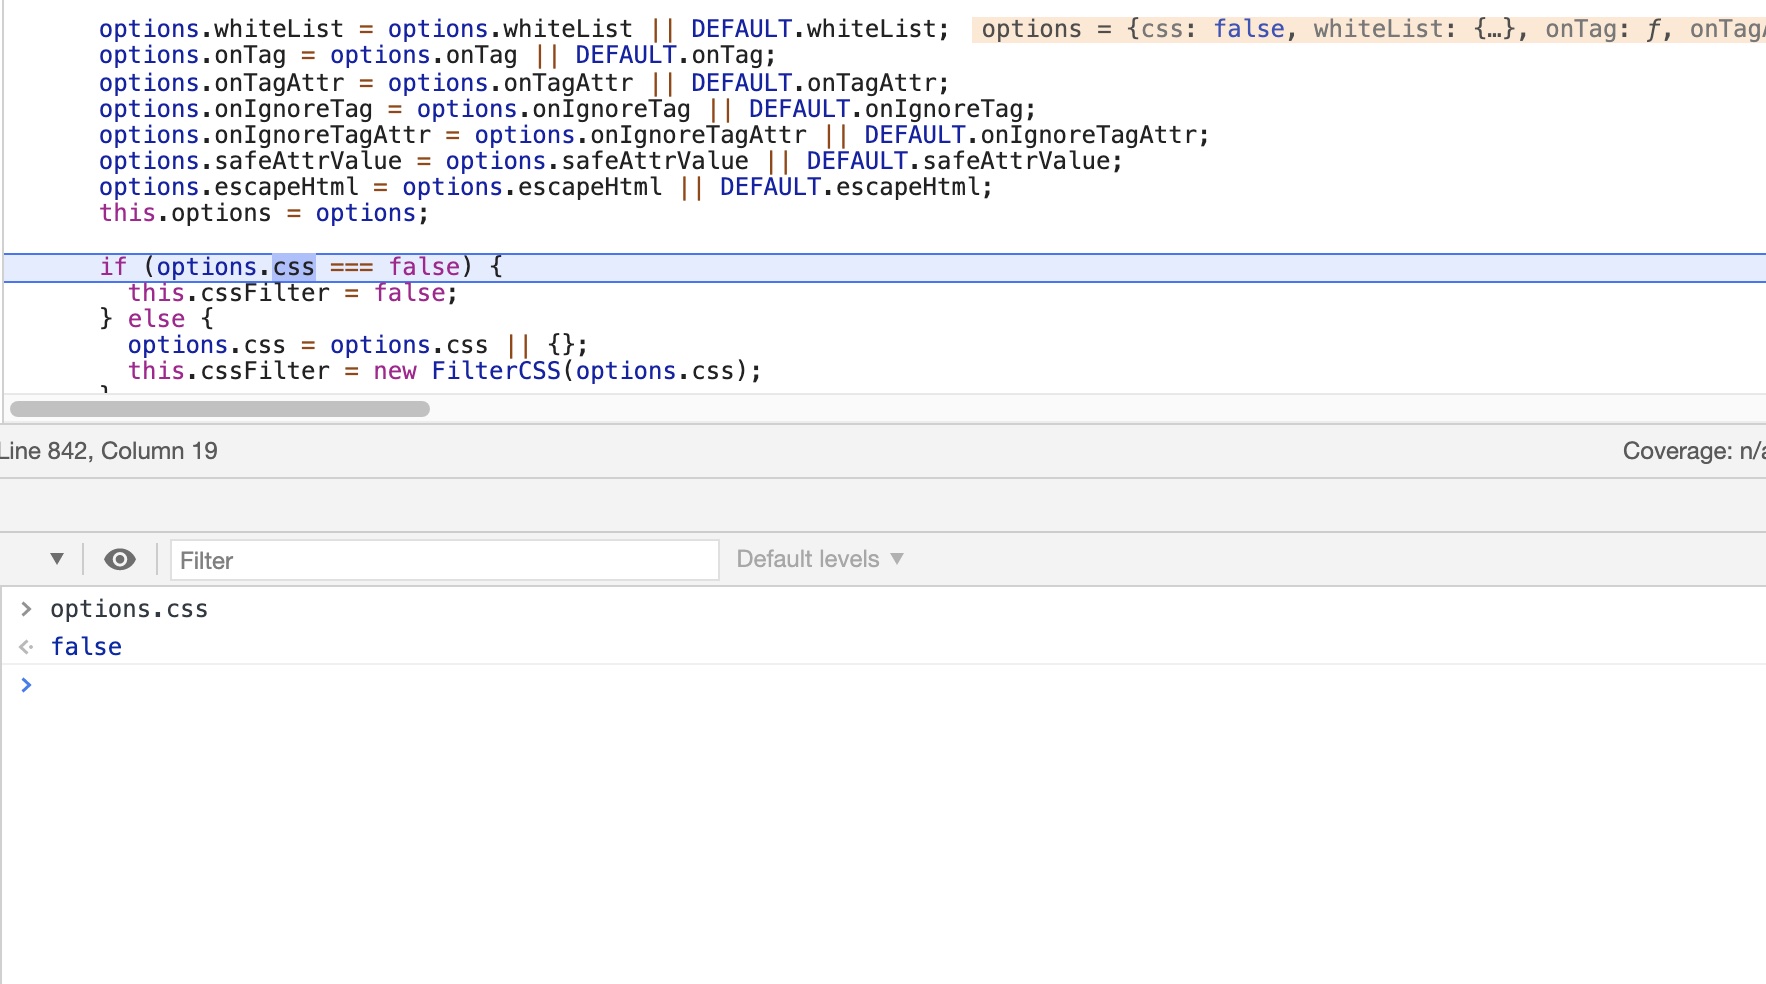 options.whiteList = options.whiteList || DEFAULT.whiteList; options = {css: false, whiteList: {…}, onTag: ƒ, onTag
options.onTag = options.onTag || DEFAULT.onTag;
options.onTagAttr = options.onTagAttr || DEFAULT.onTagAttr;
options.onIgnoreTag = options.onIgnoreTag || DEFAULT.onIgnoreTag;
options.onIgnoreTagAttr = options.onIgnoreTagAttr || DEFAULT.onIgnoreTagAttr;
options.safeAttrValue = options.safeAttrValue || DEFAULT.safeAttrValue;
options.escapeHtml = options.escapeHtml || DEFAULT.escapeHtml;
this.options = options;
if (options.css === false) {
this.cssFilter = false;
} else {
options.css = options.css || {};
this.cssFilter = new FilterCSS(options.css);
}
Line 842, Column 19
Coverage: n/a
Filter
Default levels ▼
> options.css
false
>